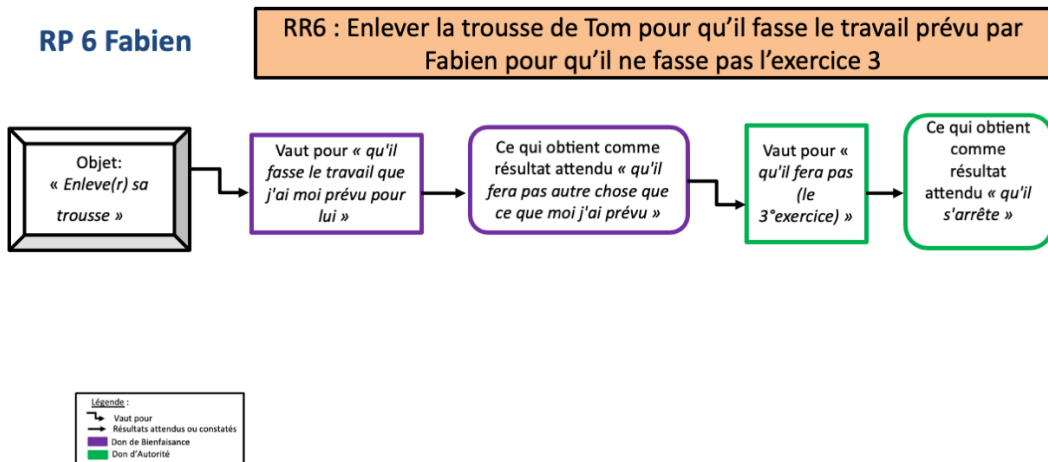 RP 6 Fabien
RR6 : Enlever la trousse de Tom pour qu'il fasse le travail prévu par
Fabien pour qu'il ne fasse pas l'exercice 3
Objet:
« Enleve(r) sa
trousse »
Vaut pour « qu'il
fasse le travail que
j'ai moi prévu pour
lui »
Ce qui obtient comme
résultat attendu « qu'il
fera pas autre chose que
ce que moi j'ai prévu »
Vaut pour «
qu'il fera pas
(le
3°exercice) »
Ce qui obtient
comme
résultat
attendu « qu'il
s'arrête »
Légende :
Vaut pour
Résultats attendus ou constatés
Don de Bienfaisance
Don d'Autorité